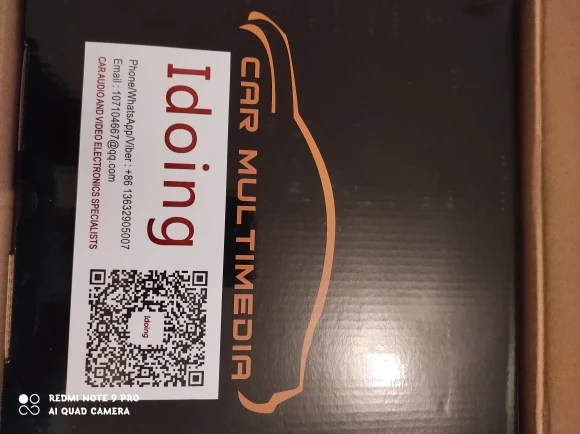 CAR MULTIMEDIA
Idoing
Phone/WhatsApp/Viber : +86 13632905007
Email : 107104667@qq.com
CAR AUDIO AND VIDEO ELECTRONICS SPECIALISTS
Idoing
REDMI NOTE 9 PRO
AI QUAD CAMERA